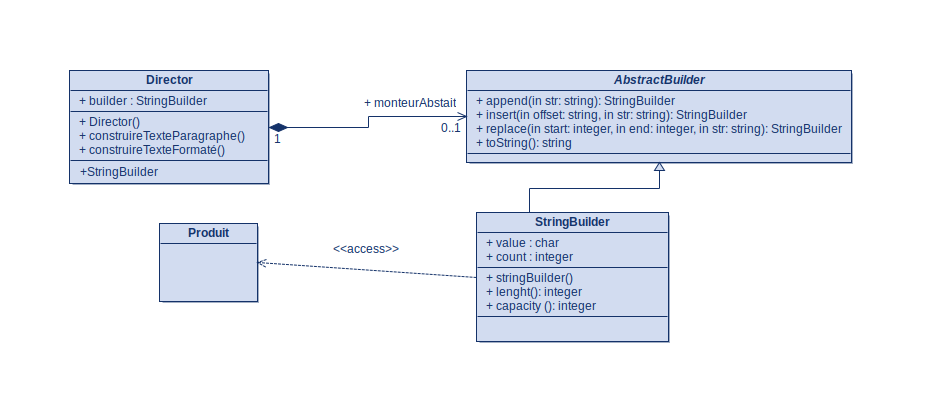 Director
+ builder : StringBuilder
+ Director()
+ construireTexteParagraphe()
+ construireTexteFormaté()
+StringBuilder
+ monteurAbstait
1
0..1
AbstractBuilder
+ append(in str: string): StringBuilder
+ insert(in offset: string, in str: string): StringBuilder
+ replace(in start: integer, in end: integer, in str: string): StringBuilder
+ toString(): string
Produit
<<access>>
StringBuilder
+ value : char
+ count : integer
+ stringBuilder()
+ lenght(): integer
+ capacity (): integer